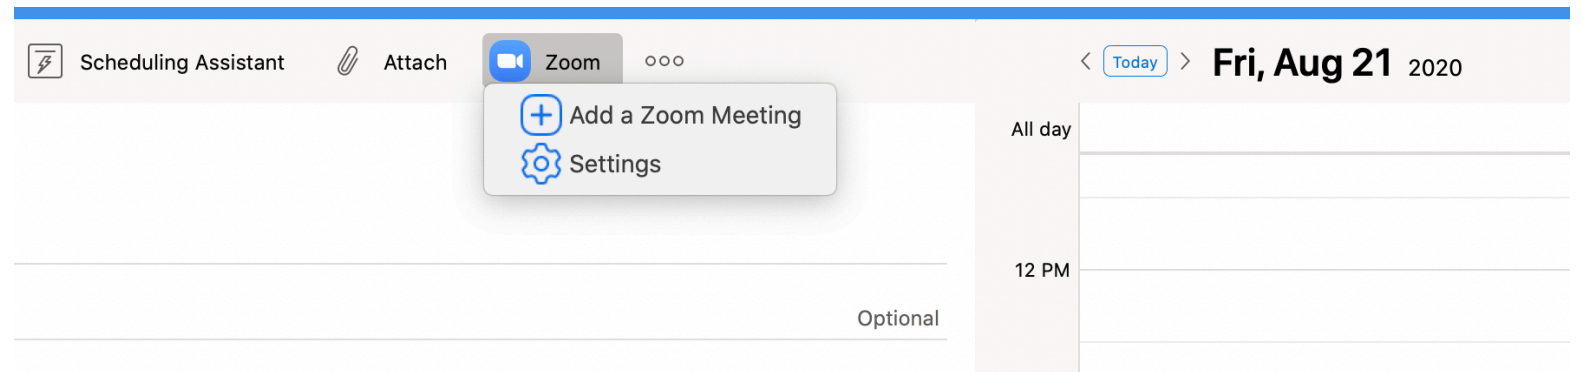 Scheduling Assistant Attach Zoom
Add a Zoom Meeting
Settings
Optional
Today Fri, Aug 21 2020
All day
12 PM